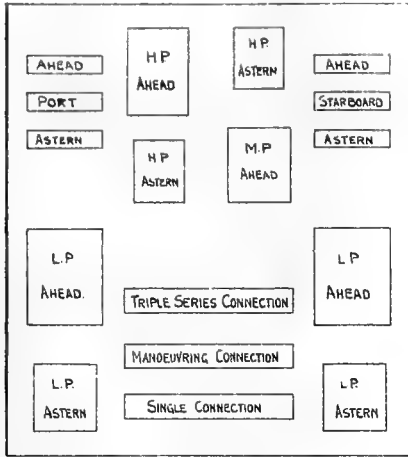 AHEAD
PORT
ASTERN
H P
AHEAD
H.P.
ASTERN
AHEAD
STARBOARD
ASTERN
H P
ASTERN
M.P
AHEAD
L.P
AHEAD.
L P
AHEAD
TRIPLE SERIES CONNECTION
MANOEUVRING CONNECTION
SINGLE CONNECTION
L.P.
ASTERN
L.P.
ASTERN